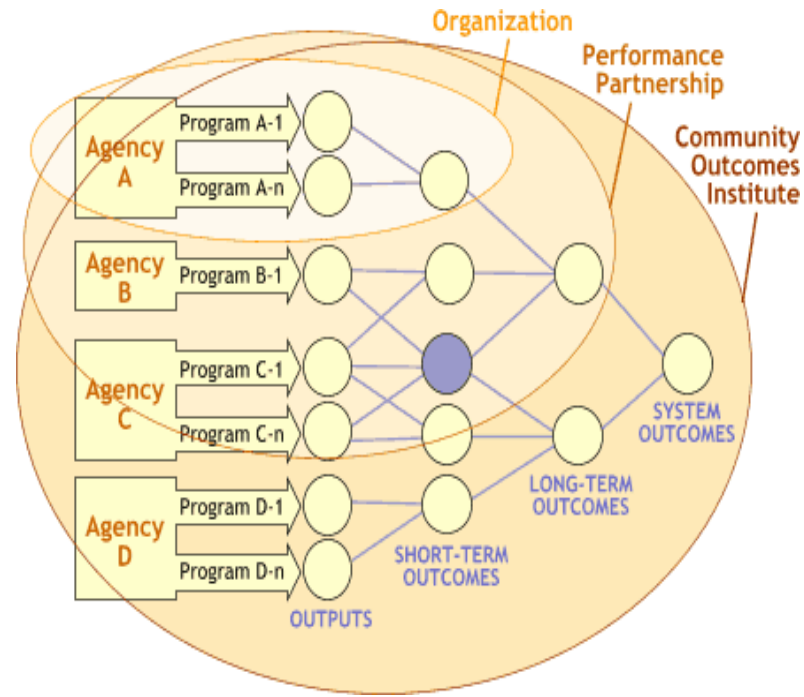 Organization
Performance
Partnership
Community
Outcomes
Institute
Agency
A
Program A-1
Program A-n
Agency
B
Program B-1
Agency
C
Program C-1
Program C-n
Agency
D
Program D-1
Program D-n
OUTPUTS
SHORT-TERM
OUTCOMES
LONG-TERM
OUTCOMES
SYSTEM
OUTCOMES